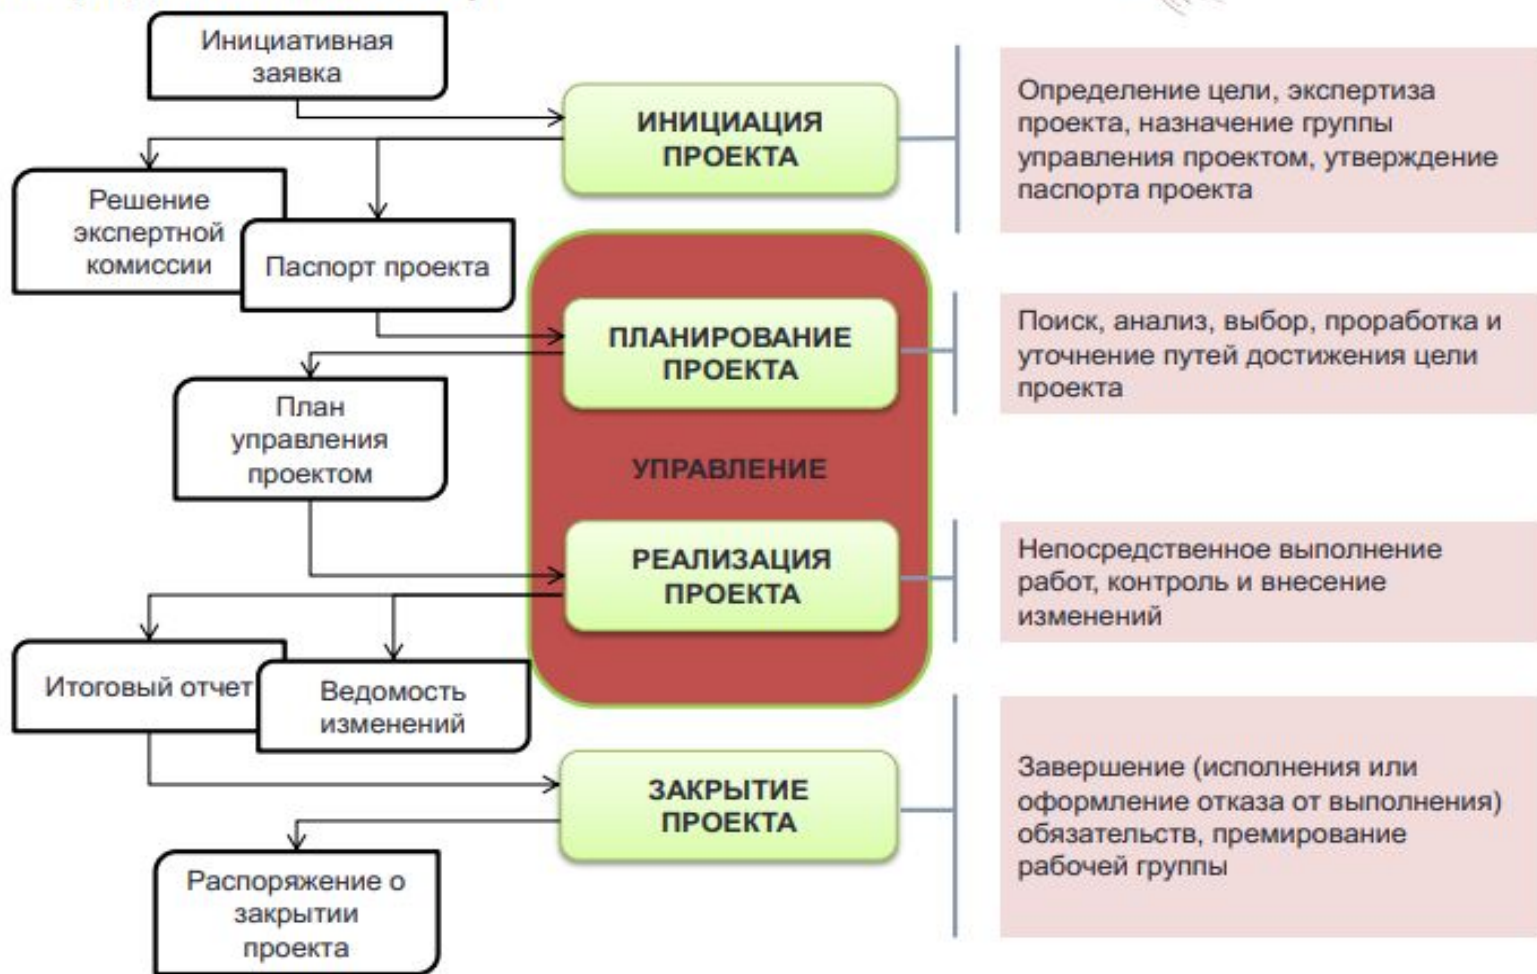 Инициативная
заявка
ИНИЦИАЦИЯ
ПРОЕКТА
Определение цели, экспертиза
проекта, назначение группы
управления проектом, утверждение
паспорта проекта
Решение
экспертной
комиссии
Паспорт проекта
ПЛАНИРОВАНИЕ
ПРОЕКТА
Поиск, анализ, выбор, проработка и
уточнение путей достижения цели
проекта
План
управления
проектом
УПРАВЛЕНИЕ
РЕАЛИЗАЦИЯ
ПРОЕКТА
Непосредственное выполнение
работ, контроль и внесение
изменений
Итоговый отчет
Ведомость
изменений
ЗАКРЫТИЕ
ПРОЕКТА
Завершение (исполнения или
оформление отказа от выполнения)
обязательств, премирование
рабочей группы
Распоряжение о
закрытии
проекта